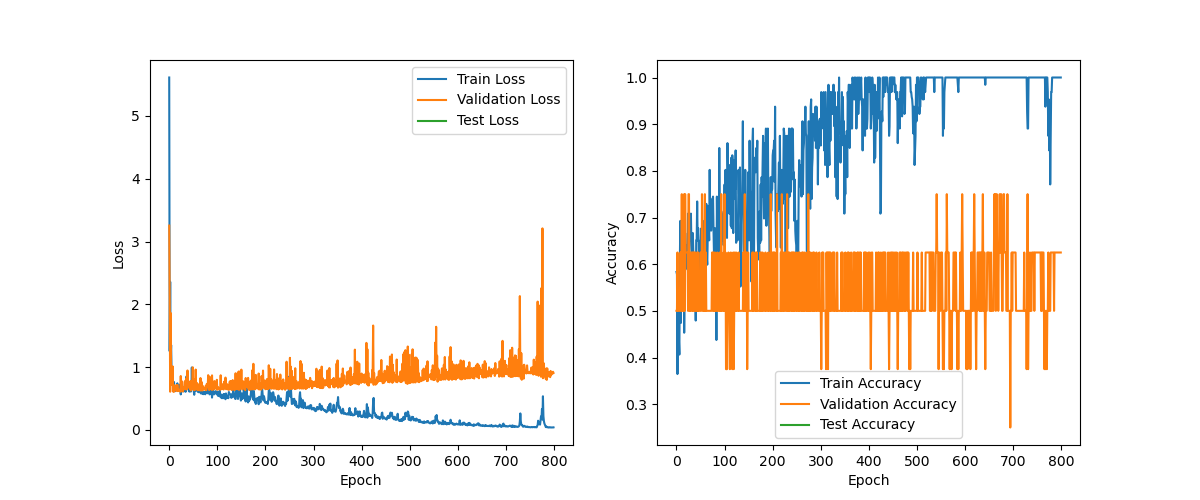 Train Loss
Validation Loss
Test Loss
5
4
3
2
1
0
Loss
0 100 200 300 400 500 600 700 800
Epoch
1.0
0.9
0.8
0.7
0.6
0.5
0.4
0.3
Accuracy
Train Accuracy
Validation Accuracy
Test Accuracy
0 100 200 300 400 500 600 700 800
Epoch